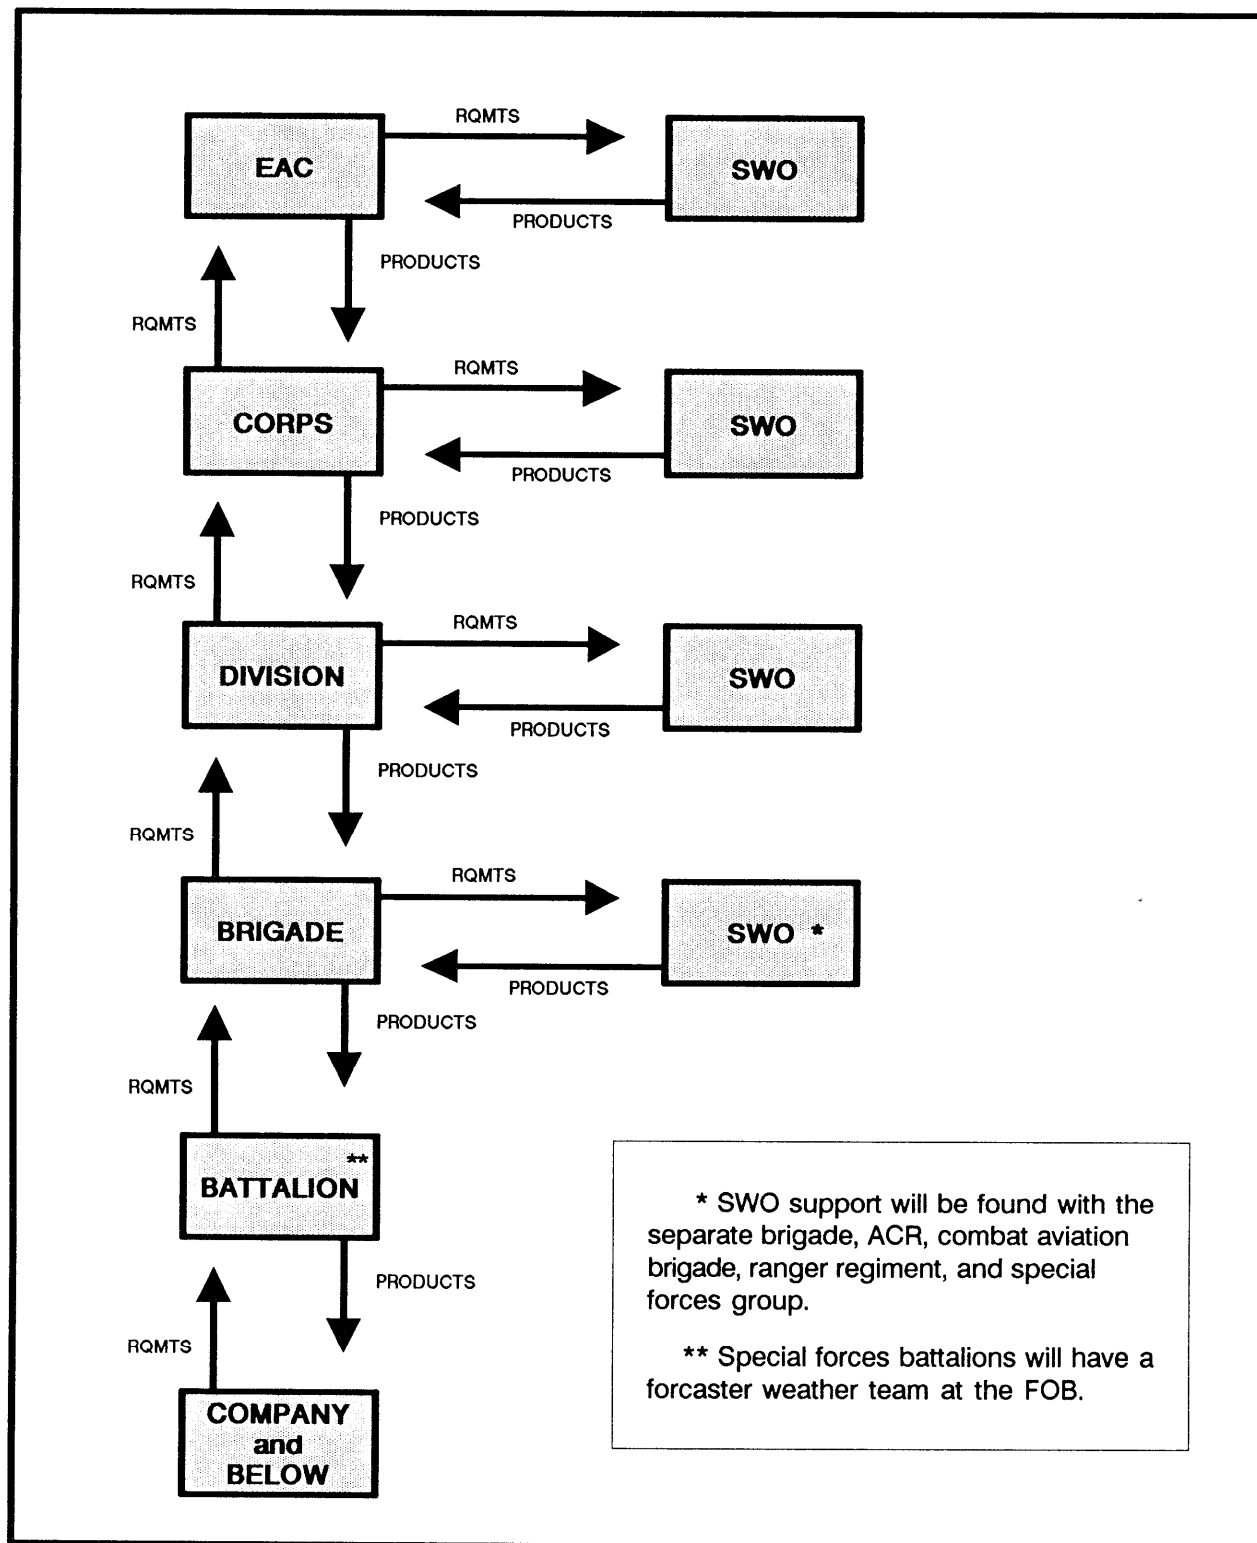 RQMTS
EAC
SWO
PRODUCTS
PRODUCTS
RQMTS
RQMTS
CORPS
SWO
PRODUCTS
PRODUCTS
RQMTS
RQMTS
DIVISION
SWO
PRODUCTS
PRODUCTS
RQMTS
RQMTS
BRIGADE
SWO *
PRODUCTS
PRODUCTS
RQMTS
**
BATTALION
PRODUCTS
RQMTS
COMPANY
and
BELOW
* SWO support will be found with the
separate brigade, ACR, combat aviation
brigade, ranger regiment, and special
forces group.
** Special forces battalions will have a
forcaster weather team at the FOB.